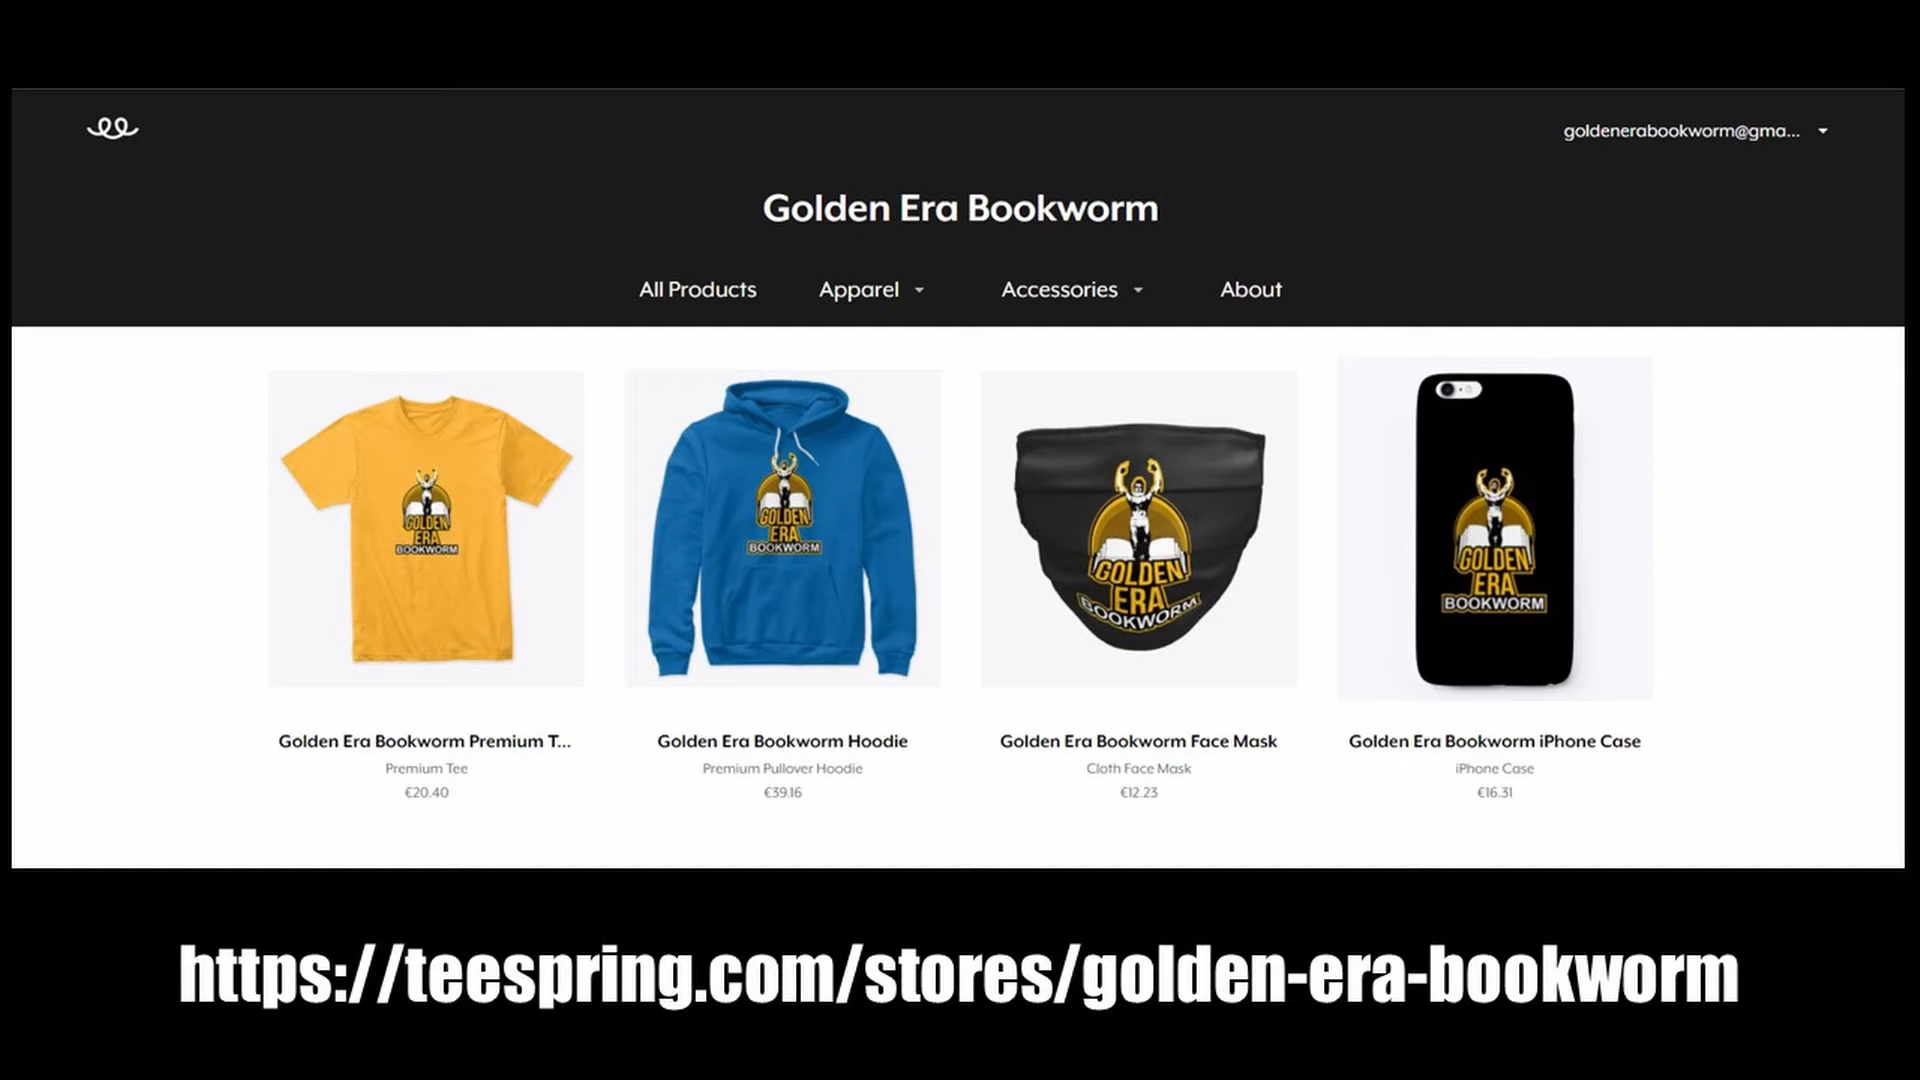 goldenerabookworm@gma...
Golden Era Bookworm
All Products Apparel Accessories About
GOLDEN
ERA
BOOKWORM
GOLDEN
ERA
BOOKWORM
GOLDEN
ERA
BOOKWORM
GOLDEN
ERA
BOOKWORM
Golden Era Bookworm Premium T...
Premium Tee
€20.40
Golden Era Bookworm Hoodie
Premium Pullover Hoodie
€39.16
Golden Era Bookworm Face Mask
Cloth Face Mask
€12.23
Golden Era Bookworm iPhone Case
iPhone Case
€16.31
https://teespring.com/stores/golden-era-bookworm